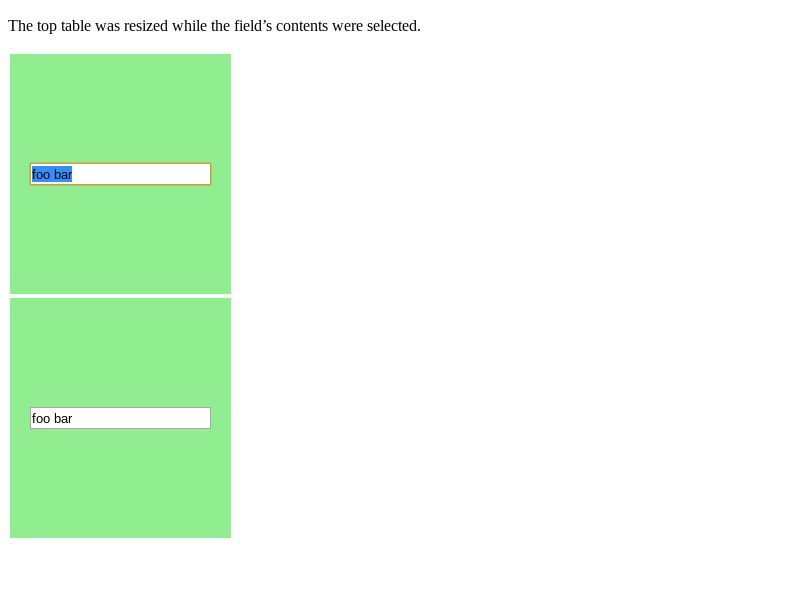 The top table was resized while the field’s contents were selected.
foo bar
foo bar